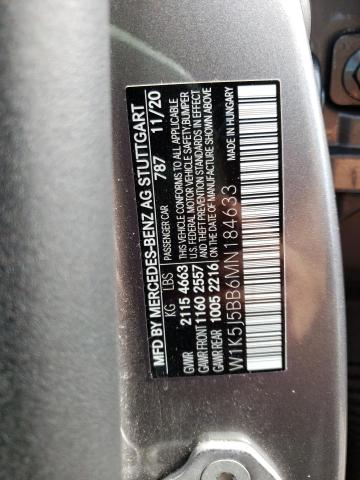 MFD BY MERCEDES-BENZ AG STUTTGART
787 11/20
PASSENGER CAR
KG LBS
THIS VEHICLE CONFORMS TO ALL APPLICABLE
U.S. FEDERAL MOTOR VEHICLE SAFETY, BUMPER
AND THEFT PREVENTION STANDARDS IN EFFECT
ON THE DATE OF MANUFACTURE SHOWN ABOVE
GVWR 2115 4663
GAWR FRONT 1160 2557
GAWR REAR 1005 2216
MADE IN HUNGARY
W1K5J5BB6MN184633